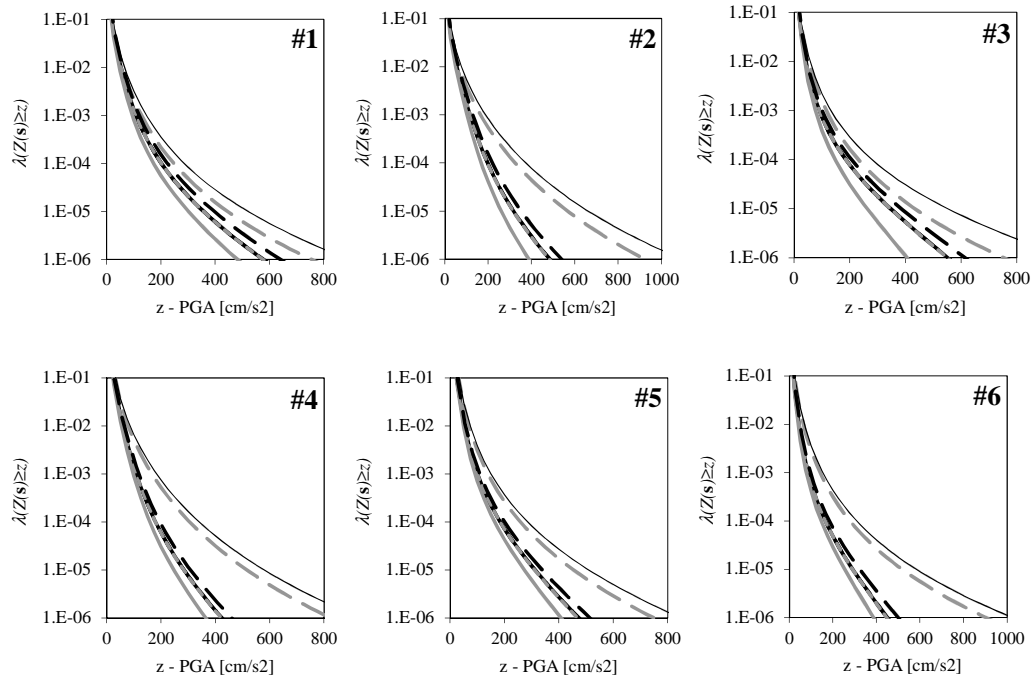 #1
1.E-01
1.E-02
1.E-03
1.E-04
1.E-05
1.E-06
λ(Z(s)≥z)
0 200 400 600 800
z - PGA [cm/s2]
#2
1.E-01
1.E-02
1.E-03
1.E-04
1.E-05
1.E-06
λ(Z(s)≥z)
0 200 400 600 800 1000
z - PGA [cm/s2]
#3
1.E-01
1.E-02
1.E-03
1.E-04
1.E-05
1.E-06
λ(Z(s)≥z)
0 200 400 600 800
z - PGA [cm/s2]
#4
1.E-01
1.E-02
1.E-03
1.E-04
1.E-05
1.E-06
λ(Z(s)≥z)
0 200 400 600 800
z - PGA [cm/s2]
#5
1.E-01
1.E-02
1.E-03
1.E-04
1.E-05
1.E-06
λ(Z(s)≥z)
0 200 400 600 800
z - PGA [cm/s2]
#6
1.E-01
1.E-02
1.E-03
1.E-04
1.E-05
1.E-06
λ(Z(s)≥z)
0 200 400 600 800 1000
z - PGA [cm/s2]